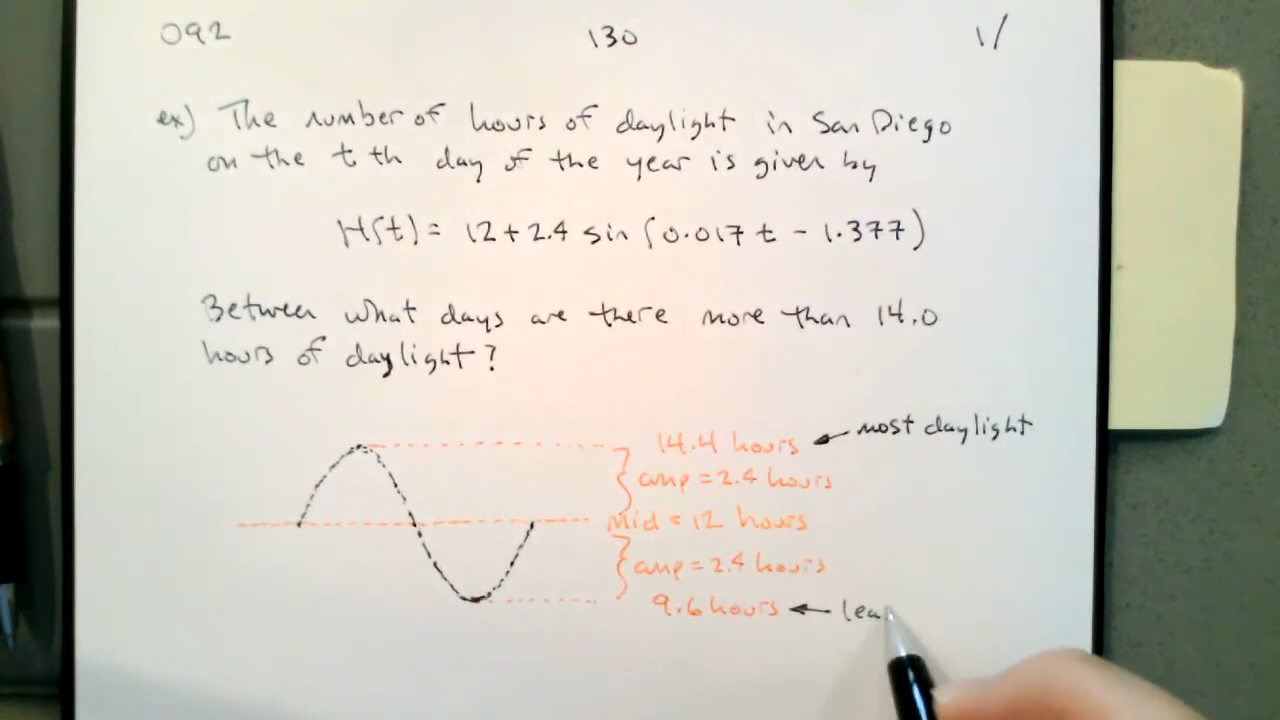 092 130 1/
ex) The number of hours of daylight in San Diego
on the t th day of the year is given by
H(t) = 12 + 2.4 sin (0.017 t - 1.377)
Between what days are there more than 14.0
hours of daylight?
14.4 hours ← most daylight
amp = 2.4 hours
mid = 12 hours
amp = 2.4 hours
9.6 hours ← lea